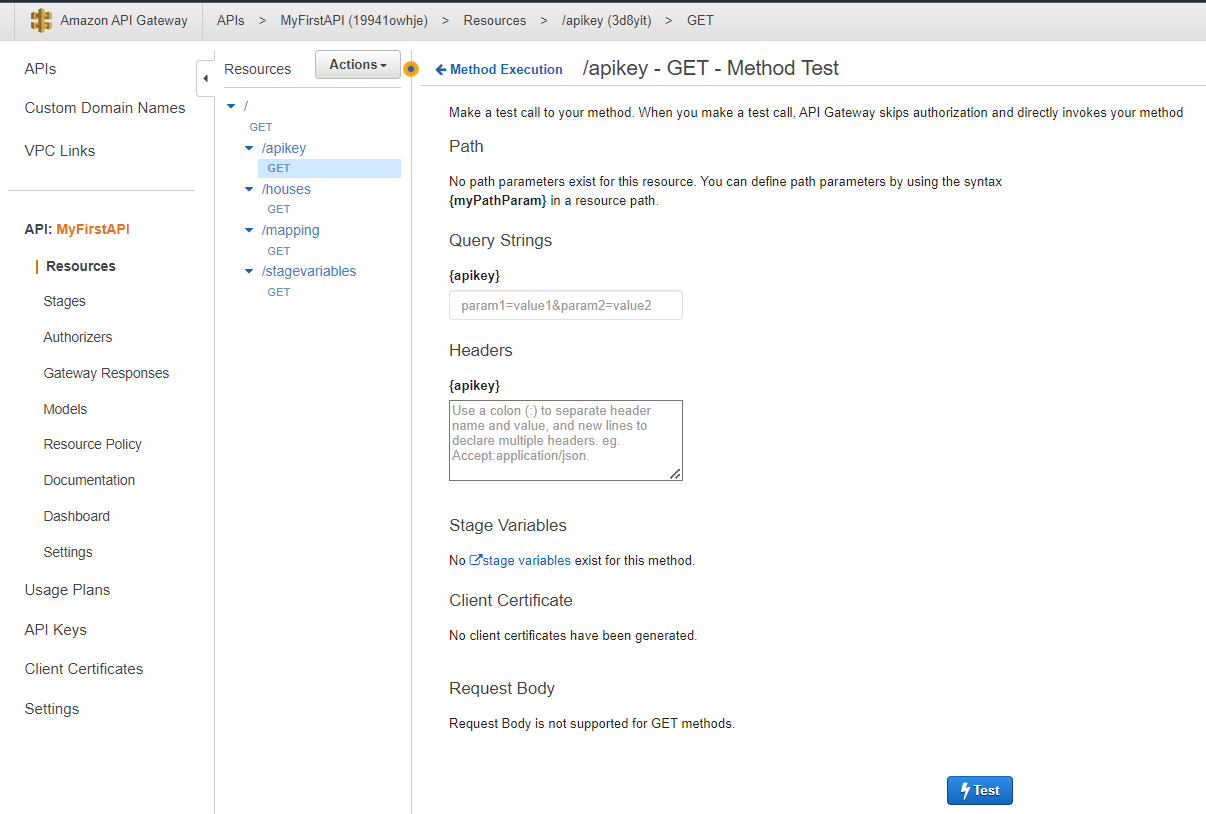 Amazon API Gateway APIs > MyFirstAPI (19941owhje) > Resources > /apikey (3d8yit) > GET
APIs
Custom Domain Names
VPC Links
API: MyFirstAPI
Resources
Stages
Authorizers
Gateway Responses
Models
Resource Policy
Documentation
Dashboard
Settings
Usage Plans
API Keys
Client Certificates
Settings
Resources Actions
/
GET
/apikey
GET
/houses
GET
/mapping
GET
/stagevariables
GET
Method Execution /apikey - GET - Method Test
Make a test call to your method. When you make a test call, API Gateway skips authorization and directly invokes your method
Path
No path parameters exist for this resource. You can define path parameters by using the syntax
{myPathParam} in a resource path.
Query Strings
{apikey}
param1=value1&param2=value2
Headers
{apikey}
Use a colon (:) to separate header
name and value, and new lines to
declare multiple headers. eg.
Accept:application/json.
Stage Variables
No stage variables exist for this method.
Client Certificate
No client certificates have been generated.
Request Body
Request Body is not supported for GET methods.
Test